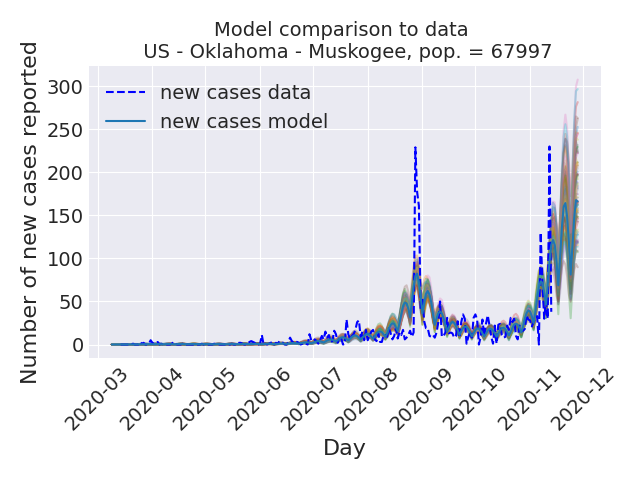 Model comparison to data
US - Oklahoma - Muskogee, pop. = 67997
Number of new cases reported
300
250
200
150
100
50
0
new cases data
new cases model
2020-03
2020-04
2020-05
2020-06
2020-07
2020-08
2020-09
2020-10
2020-11
2020-12
Day